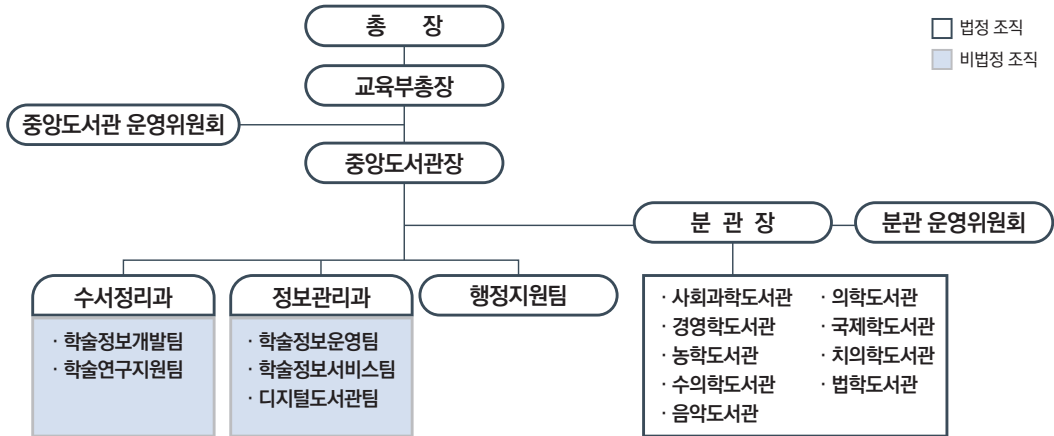 총 장
법정 조직
비법정 조직
교육부총장
중앙도서관 운영위원회
중앙도서관장
분 관 장
분관 운영위원회
수서정리과
· 학술정보개발팀
· 학술연구지원팀
정보관리과
· 학술정보운영팀
· 학술정보서비스팀
· 디지털도서관팀
행정지원팀
· 사회과학도서관
· 경영학도서관
· 농학도서관
· 수의학도서관
· 음악도서관
· 의학도서관
· 국제학도서관
· 치의학도서관
· 법학도서관